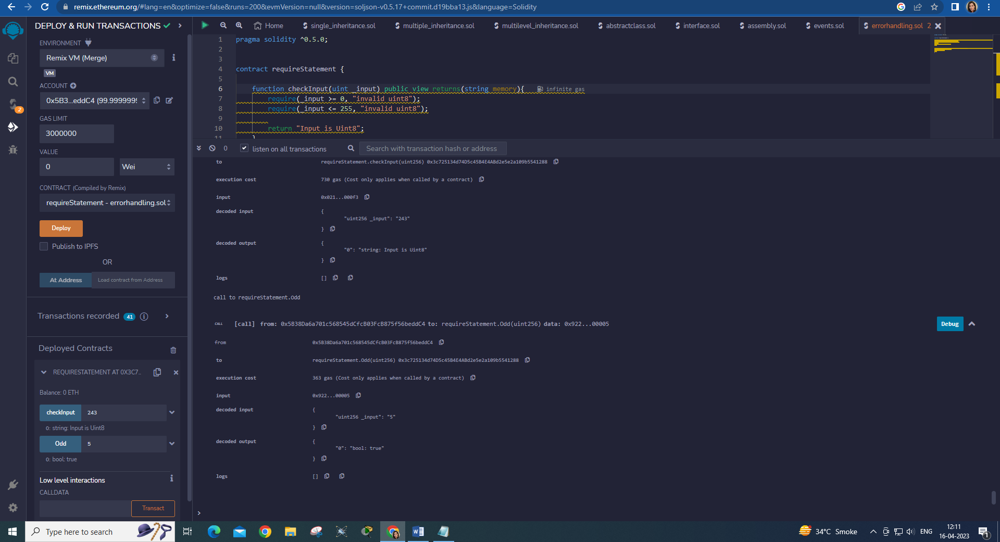 remix.ethereum.org/#lang=en&optimize=false&runs=200&evmVersion=null&version=soljson-v0.5.17+commit.d19bba13.js&language=Solidity
DEPLOY & RUN TRANSACTIONS
ENVIRONMENT
Remix VM (Merge)
VM
ACCOUNT
0x5B3...eddC4 (99.9999999
GAS LIMIT
3000000
VALUE
0
Wei
CONTRACT (Compiled by Remix)
requireStatement - errorhandling.sol
Deploy
Publish to IPFS
OR
At Address
Load contract from Address
Transactions recorded 41
Deployed Contracts
REQUIRESTATEMENT AT 0X3C7..
Balance: 0 ETH
checkInput 243
0: string: Input is Uint8
Odd 5
0: bool: true
Low level interactions
CALLDATA
Transact
2
Home single_inheritance.sol multiple_inheritance.sol multilevel_inheritance.sol abstractclass.sol interface.sol assembly.sol events.sol errorhandling.sol 2
1 pragma solidity ^0.5.0;
2
3
4 contract requireStatement {
5
6 function checkInput(uint _input) public view returns(string memory){ infinite gas
7 require(_input >= 0, "invalid uint8");
8 require(_input <= 255, "invalid uint8");
9
10 return "Input is Uint8";
11 }
0 listen on all transactions Search with transaction hash or address
to requireStatement.checkInput(uint256) 0x3c725134d74D5c45B4E4ABd2e5e2a109b5541288
execution cost 730 gas (Cost only applies when called by a contract)
input 0x021...000f3
decoded input {
"uint256 _input": "243"
}
decoded output {
"0": "string: Input is Uint8"
}
logs []
call to requireStatement.Odd
CALL [call] from: 0x5B38Da6a701c568545dCfcB03FcB875f56beddC4 to: requireStatement.Odd(uint256) data: 0x922...00005 Debug
from 0x5B38Da6a701c568545dCfcB03FcB875f56beddC4
to requireStatement.Odd(uint256) 0x3c725134d74D5c45B4E4ABd2e5e2a109b5541288
execution cost 363 gas (Cost only applies when called by a contract)
input 0x922...00005
decoded input {
"uint256 _input": "5"
}
decoded output {
"0": "bool: true"
}
logs []
>
Type here to search
34°C Smoke
ENG
12:11
16-04-2023
1